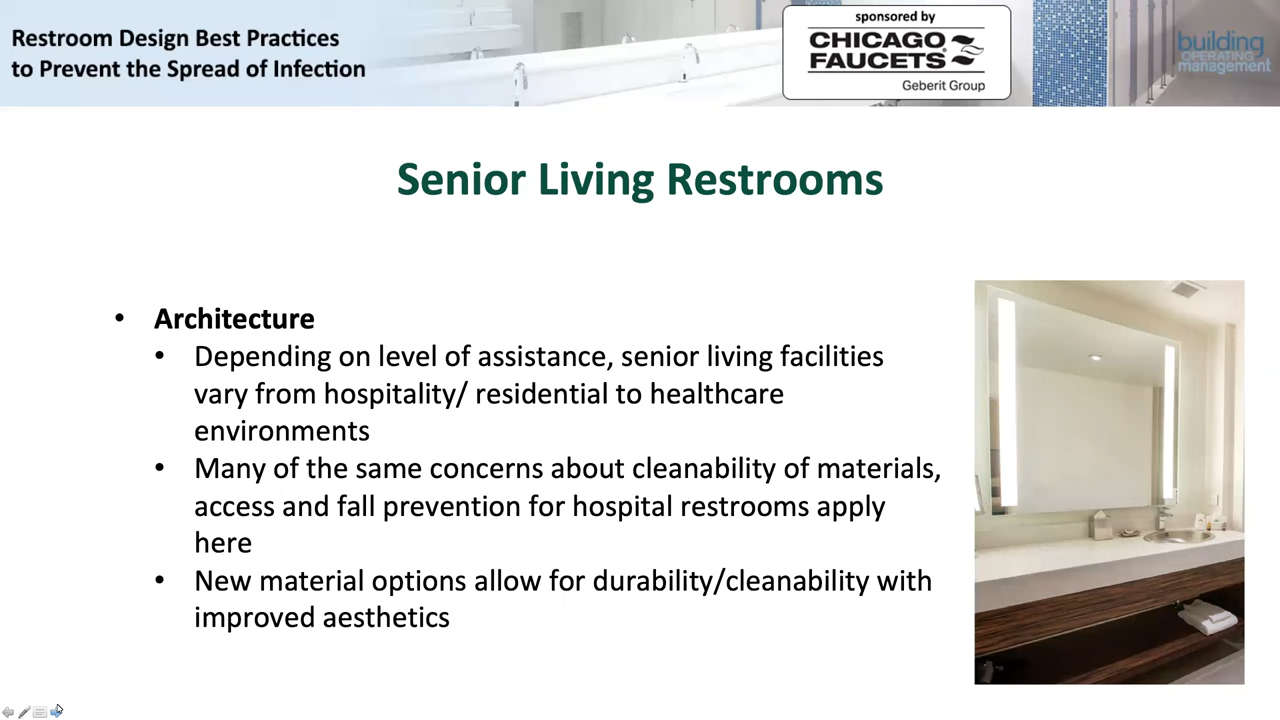 Restroom Design Best Practices
to Prevent the Spread of Infection
sponsored by
CHICAGO
FAUCETS
Geberit Group
building
OPERATING
management
Senior Living Restrooms
• Architecture
• Depending on level of assistance, senior living facilities
vary from hospitality/ residential to healthcare
environments
• Many of the same concerns about cleanability of materials,
access and fall prevention for hospital restrooms apply
here
• New material options allow for durability/cleanability with
improved aesthetics